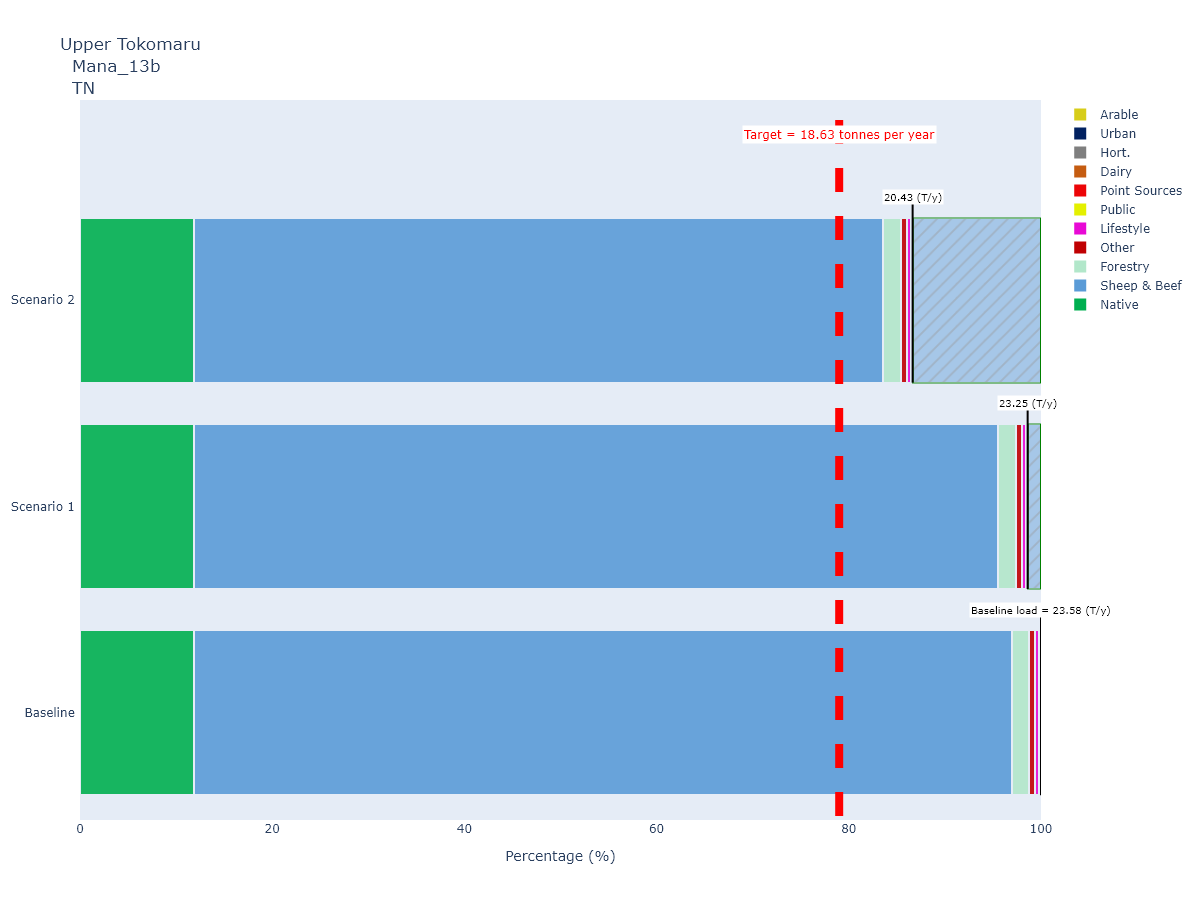 Upper Tokomaru
Mana_13b
TN
Target = 18.63 tonnes per year
20.43 (T/y)
Scenario 2
23.25 (T/y)
Scenario 1
Baseline load = 23.58 (T/y)
Baseline
0 20 40 60 80 100
Percentage (%)
Arable
Urban
Hort.
Dairy
Point Sources
Public
Lifestyle
Other
Forestry
Sheep & Beef
Native